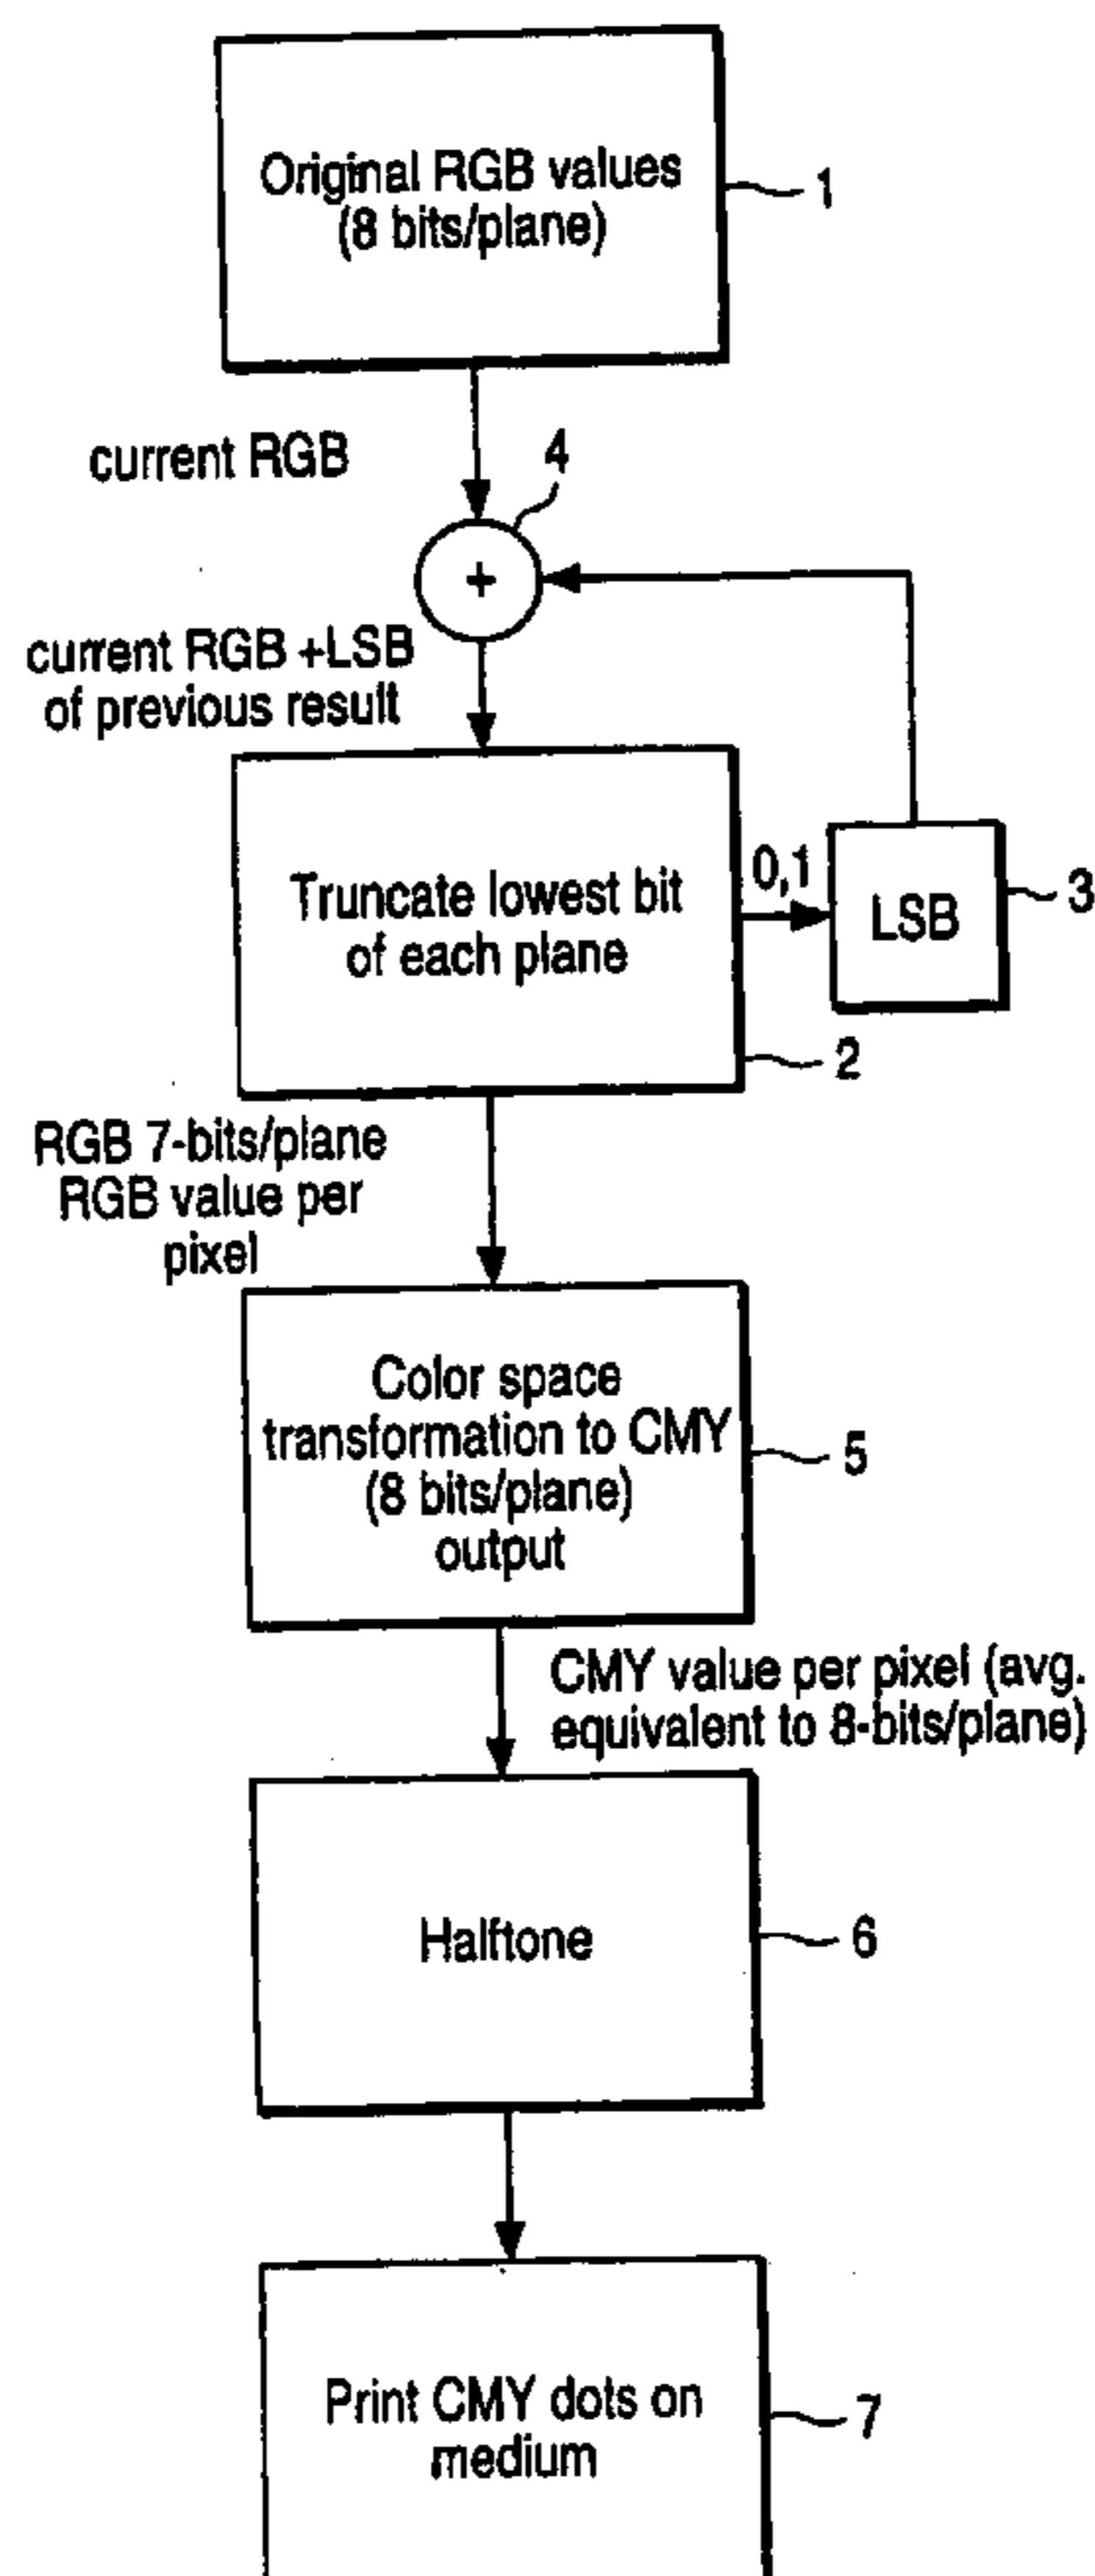 Original RGB values
(8 bits/plane)
1
current RGB
4
+
current RGB +LSB
of previous result
Truncate lowest bit
of each plane
0,1
LSB
3
2
RGB 7-bits/plane
RGB value per
pixel
Color space
transformation to CMY
(8 bits/plane)
output
5
CMY value per pixel (avg.
equivalent to 8-bits/plane)
Halftone
6
Print CMY dots on
medium
7